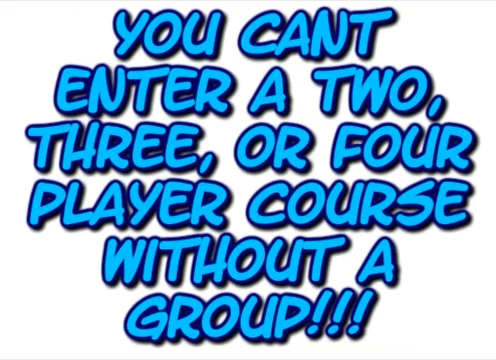 YOU CANT
ENTER A TWO,
THREE, OR FOUR
PLAYER COURSE
WITHOUT A
GROUP!!!